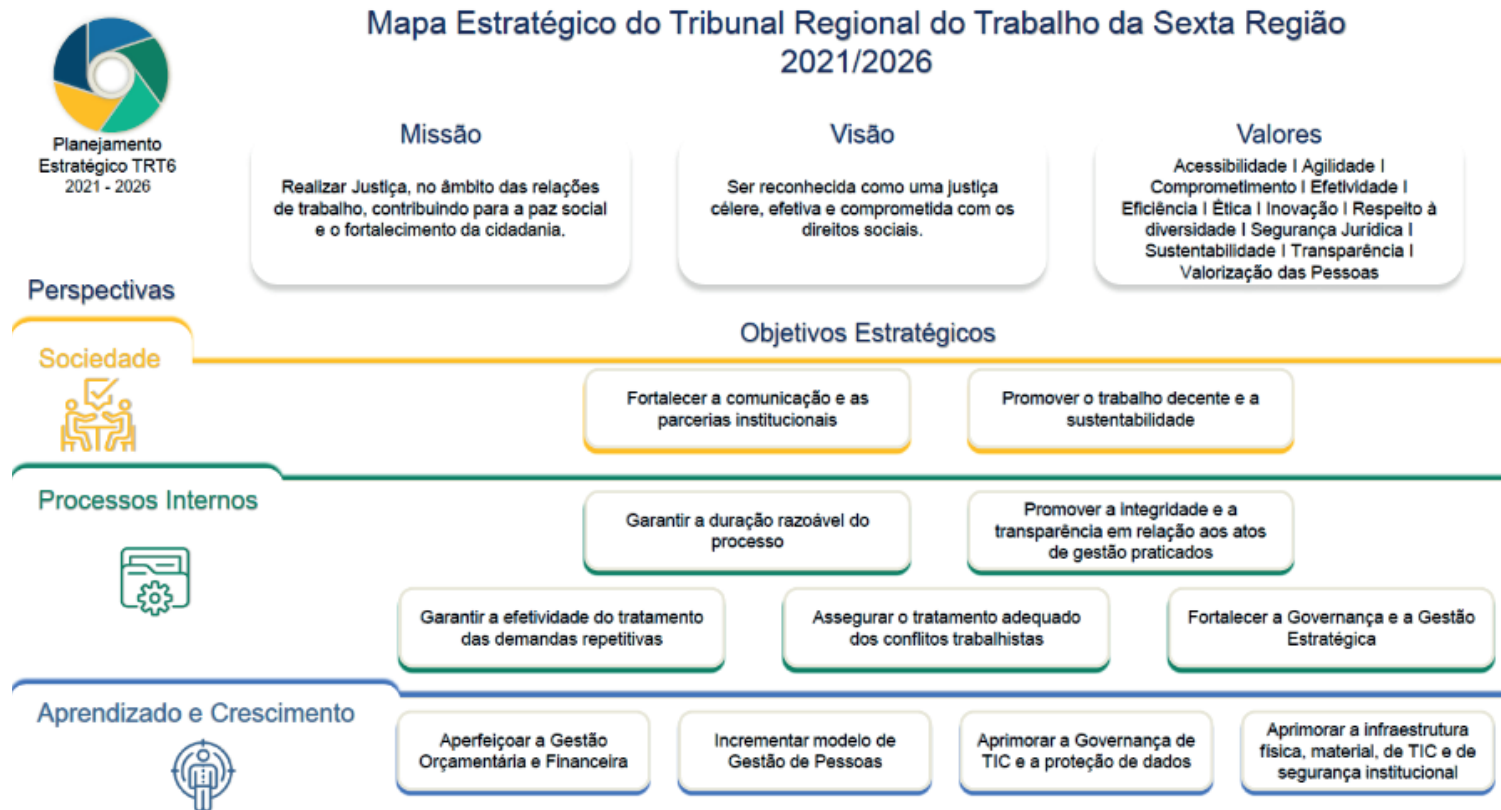 Mapa Estratégico do Tribunal Regional do Trabalho da Sexta Região
2021/2026
Planejamento
Estratégico TRT6
2021 - 2026
Missão
Realizar Justiça, no âmbito das relações
de trabalho, contribuindo para a paz social
e o fortalecimento da cidadania.
Visão
Ser reconhecida como uma justiça
célere, efetiva e comprometida com os
direitos sociais.
Valores
Acessibilidade I Agilidade I
Comprometimento I Efetividade I
Eficiência I Ética I Inovação I Respeito à
diversidade I Segurança Jurídica I
Sustentabilidade I Transparência I
Valorização das Pessoas
Perspectivas
Objetivos Estratégicos
Sociedade
Fortalecer a comunicação e as
parcerias institucionais
Promover o trabalho decente e a
sustentabilidade
Processos Internos
Garantir a duração razoável do
processo
Promover a integridade e a
transparência em relação aos atos
de gestão praticados
Garantir a efetividade do tratamento
das demandas repetitivas
Assegurar o tratamento adequado
dos conflitos trabalhistas
Fortalecer a Governança e a Gestão
Estratégica
Aprendizado e Crescimento
Aperfeiçoar a Gestão
Orçamentária e Financeira
Incrementar modelo de
Gestão de Pessoas
Aprimorar a Governança de
TIC e a proteção de dados
Aprimorar a infraestrutura
física, material, de TIC e de
segurança institucional